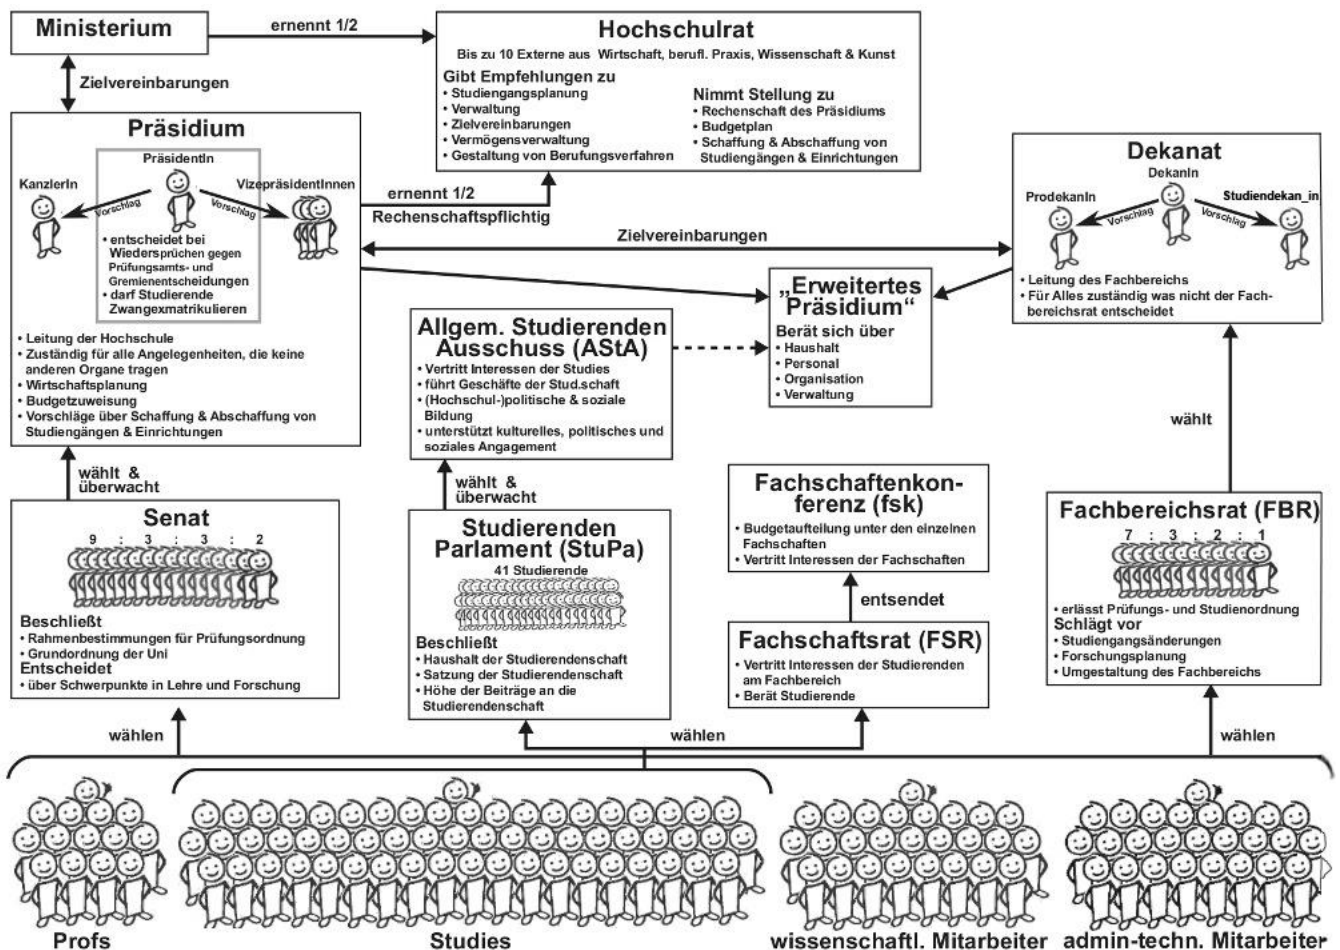 Ministerium
ernennt 1/2
Zielvereinbarungen
Hochschulrat
Bis zu 10 Externe aus Wirtschaft, berufl. Praxis, Wissenschaft & Kunst
Gibt Empfehlungen zu
• Studiengangsplanung
• Verwaltung
• Zielvereinbarungen
• Vermögensverwaltung
• Gestaltung von Berufungsverfahren
Nimmt Stellung zu
• Rechenschaft des Präsidiums
• Budgetplan
• Schaffung & Abschaffung von
Studiengängen & Einrichtungen
Präsidium
PräsidentIn
KanzlerIn
VizepräsidentInnen
Vorschlag
Vorschlag
• entscheidet bei
Wiedersprüchen gegen
Prüfungsamts- und
Gremienentscheidungen
• darf Studierende
Zwangexmatrikulieren
• Leitung der Hochschule
• Zuständig für alle Angelegenheiten, die keine
anderen Organe tragen
• Wirtschaftsplanung
• Budgetzuweisung
• Vorschläge über Schaffung & Abschaffung von
Studiengängen & Einrichtungen
ernennt 1/2
Rechenschaftspflichtig
Zielvereinbarungen
Dekanat
DekanIn
ProdekanIn
Studiendekan_in
Vorschlag
Vorschlag
• Leitung des Fachbereichs
• Für Alles zuständig was nicht der Fach-
bereichsrat entscheidet
„Erweitertes
Präsidium“
Berät sich über
• Haushalt
• Personal
• Organisation
• Verwaltung
Allgem. Studierenden
Ausschuss (AStA)
• Vertritt Interessen der Studies
• führt Geschäfte der Stud.schaft
• (Hochschul-)politische & soziale
Bildung
• unterstützt kulturelles, politisches und
soziales Angagement
wählt &
überwacht
wählt &
überwacht
wählt
Senat
9 : 3 : 3 : 2
Beschließt
• Rahmenbestimmungen für Prüfungsordnung
• Grundordnung der Uni
Entscheidet
• über Schwerpunkte in Lehre und Forschung
Studierenden
Parlament (StuPa)
41 Studierende
Beschließt
• Haushalt der Studierendenschaft
• Satzung der Studierendenschaft
• Höhe der Beiträge an die
Studierendenschaft
Fachschaftenkon-
ferenz (fsk)
• Budgetaufteilung unter den einzelnen
Fachschaften
• Vertritt Interessen der Fachschaften
entsendet
Fachschaftsrat (FSR)
• Vertritt Interessen der Studierenden
am Fachbereich
• Berät Studierende
Fachbereichsrat (FBR)
7 : 3 : 2 : 1
• erlässt Prüfungs- und Studienordnung
Schlägt vor
• Studiengangsänderungen
• Forschungsplanung
• Umgestaltung des Fachbereichs
wählen
wählen
wählen
Profs
Studies
wissenschaftl. Mitarbeiter
admin-techn. Mitarbeiter